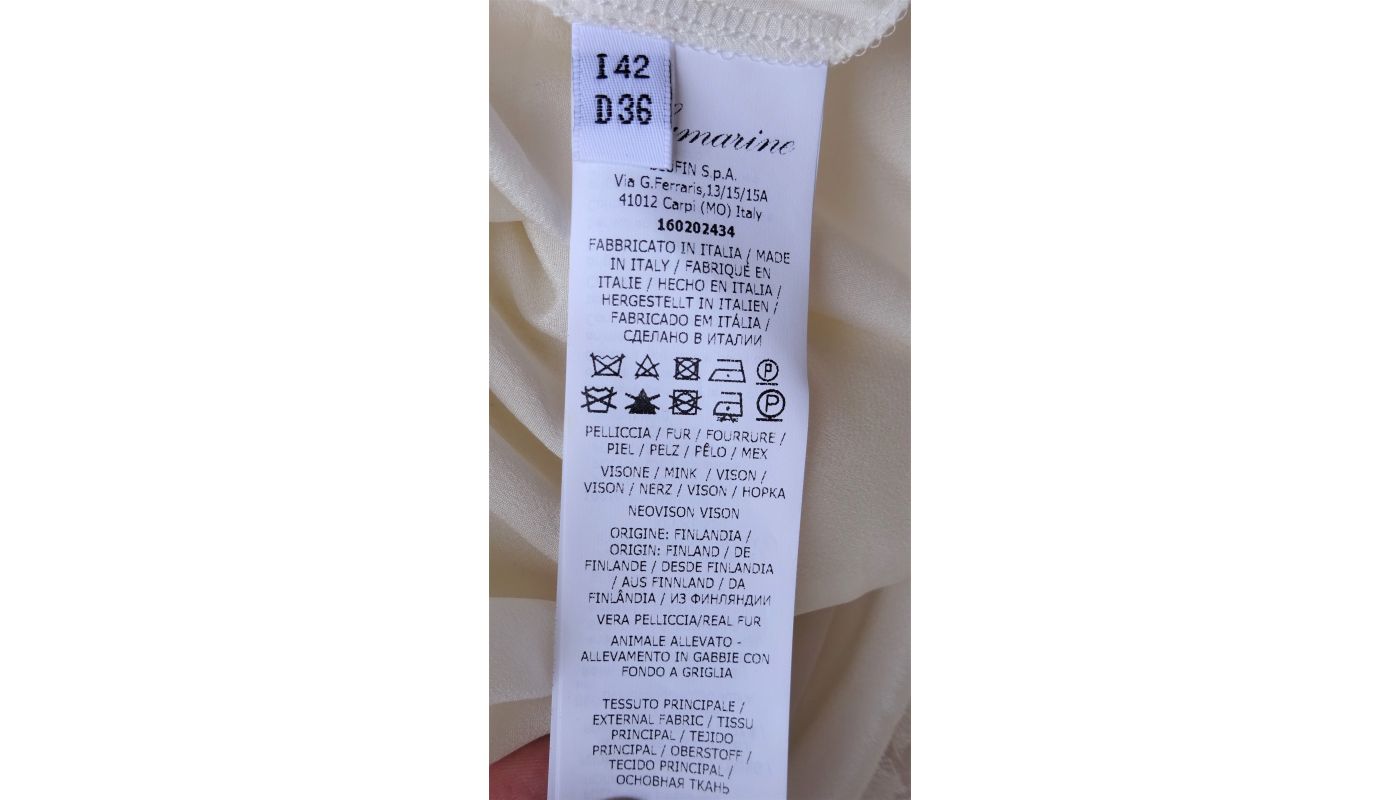 I 42
D 36
marine
FIN S.p.A.
Via G.Ferraris,13/15/15A
41012 Carpi (MO) Italy
160202434
FABBRICATO IN ITALIA / MADE
IN ITALY / FABRIQUÉ EN
ITALIE / HECHO EN ITALIA /
HERGESTELLT IN ITALIEN /
FABRICADO EM ITÁLIA /
СДЕЛАНО В ИТАЛИИ
P
P
PELLICCIA / FUR / FOURRURE /
PIEL / PELZ / PÊLO / МЕХ
VISONE / MINK / VISON /
VISON / NERZ / VISON / НОРКА
NEOVISON VISON
ORIGINE: FINLANDIA /
ORIGIN: FINLAND / DE
FINLANDE / DESDE FINLANDIA
/ AUS FINNLAND / DA
FINLÂNDIA / ИЗ ФИНЛЯНДИИ
VERA PELLICCIA/REAL FUR
ANIMALE ALLEVATO -
ALLEVAMENTO IN GABBIE CON
FONDO A GRIGLIA
TESSUTO PRINCIPALE /
EXTERNAL FABRIC / TISSU
PRINCIPAL / TEJIDO
PRINCIPAL / OBERSTOFF /
TECIDO PRINCIPAL /
ОСНОВНАЯ ТКАНЬ